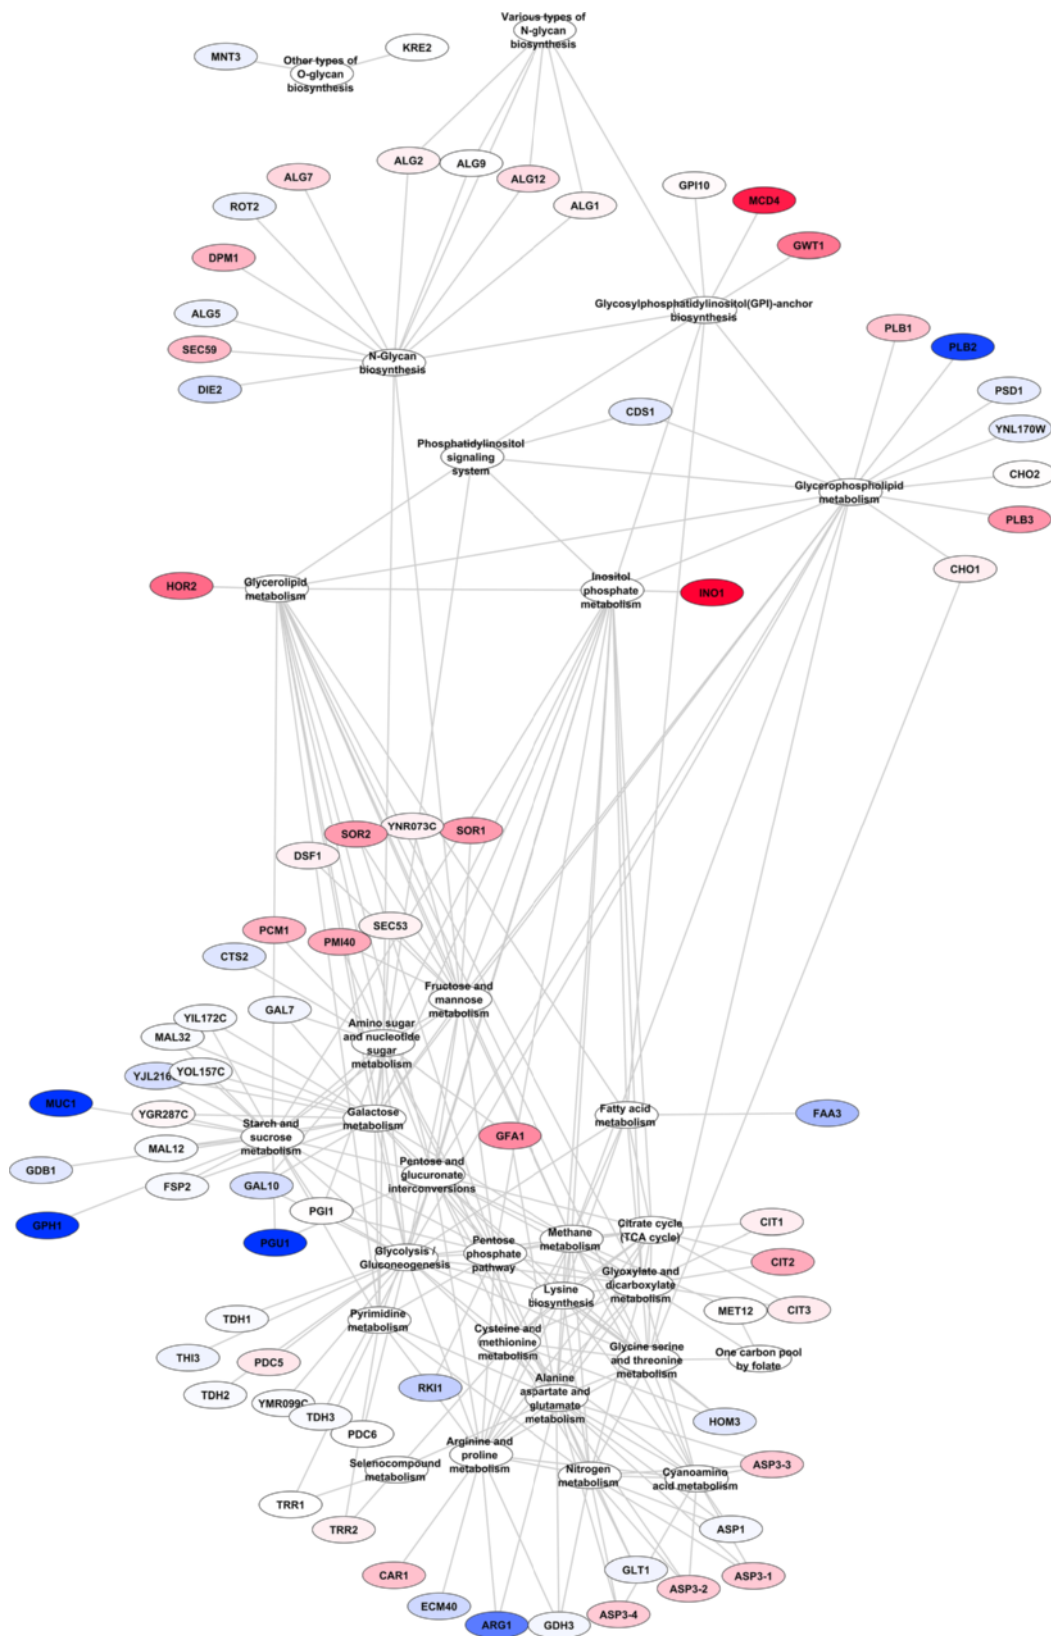 Various types of
N-glycan
biosynthesis
MNT3
KRE2
Other types of
O-glycan
biosynthesis
ALG2
ALG9
ALG12
ALG7
ALG1
ROT2
GPI10
MCD4
DPM1
GWT1
Glycosylphosphatidylinositol(GPI)-anchor
biosynthesis
ALG5
SEC59
N-Glycan
biosynthesis
DIE2
PLB1
PLB2
PSD1
CDS1
YNL170W
Phosphatidylinositol
signaling
system
CHO2
Glycerophospholipid
metabolism
PLB3
CHO1
HOR2
Glycerolipid
metabolism
Inositol
phosphate
metabolism
INO1
SOR2
YNR073C
SOR1
DSF1
SEC53
PCM1
PMI40
CTS2
Fructose and
mannose
metabolism
GAL7
YIL172C
MAL32
Amino sugar
and nucleotide
sugar
metabolism
YOL157C
YJL216
MUC1
YGR287C
Galactose
metabolism
Starch and
sucrose
metabolism
Fatty acid
metabolism
FAA3
GFA1
MAL12
GDB1
FSP2
GAL10
Pentose and
glucuronate
interconversions
GPH1
PGI1
PGU1
Glycolysis /
Gluconeogenesis
Pentose
phosphate
pathway
Methane
metabolism
Citrate cycle
(TCA cycle)
CIT1
CIT2
Glyoxylate and
dicarboxylate
metabolism
Lysine
biosynthesis
MET12
CIT3
TDH1
Pyrimidine
metabolism
Cysteine and
methionine
metabolism
Glycine serine
and threonine
metabolism
One carbon pool
by folate
THI3
PDC5
TDH2
YMR099C
TDH3
PDC6
RKI1
Alanine
aspartate and
glutamate
metabolism
HOM3
Arginine and
proline
metabolism
Selenocompound
metabolism
Nitrogen
metabolism
Cyanoamino
acid metabolism
ASP3-3
TRR1
TRR2
ASP1
CAR1
GLT1
ASP3-2
ASP3-1
ECM40
ARG1
GDH3
ASP3-4